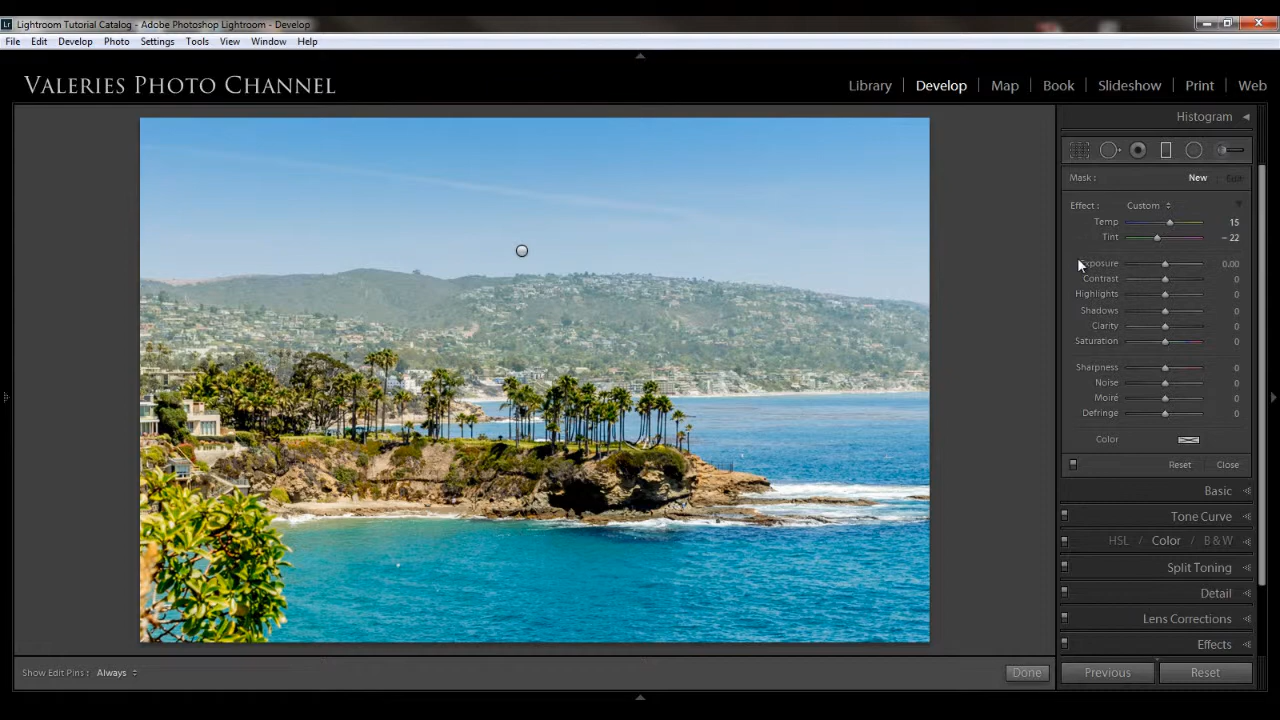 Lightroom Tutorial Catalog - Adobe Photoshop Lightroom - Develop
File Edit Develop Photo Settings Tools View Window Help
VALERIES PHOTO CHANNEL
Library Develop Map Book Slideshow Print Web
Histogram
Mask : New Edit
Effect : Custom
Temp 15
Tint – 22
Exposure 0.00
Contrast 0
Highlights 0
Shadows 0
Clarity 0
Saturation 0
Sharpness 0
Noise 0
Moiré 0
Defringe 0
Color
Reset Close
Basic
Tone Curve
HSL / Color / B & W
Split Toning
Detail
Lens Corrections
Effects
Show Edit Pins : Always Done Previous Reset